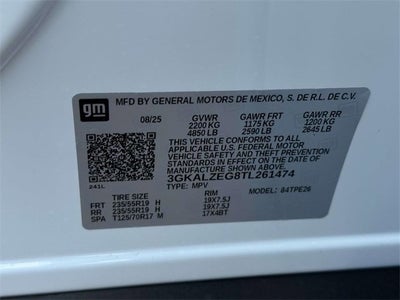 gm
MFD BY GENERAL MOTORS DE MEXICO, S. DE R.L. DE C.V.
08/25 GVWR GAWR FRT GAWR RR
2200 KG 1175 KG 1200 KG
4850 LB 2590 LB 2645 LB
THIS VEHICLE CONFORMS TO ALL
APPLICABLE U.S. FEDERAL MOTOR
VEHICLE SAFETY AND THEFT PREVENTION
STANDARDS IN EFFECT ON THE DATE OF
MANUFACTURE SHOWN ABOVE.
3GKALZEG8TL261474
241L TYPE: MPV MODEL: 84TPE26
TIRE SIZE RIM
FRT 235/55R19 H 19X7.5J
RR 235/55R19 H 19X7.5J
SPA T125/70R17 M 17X4BT